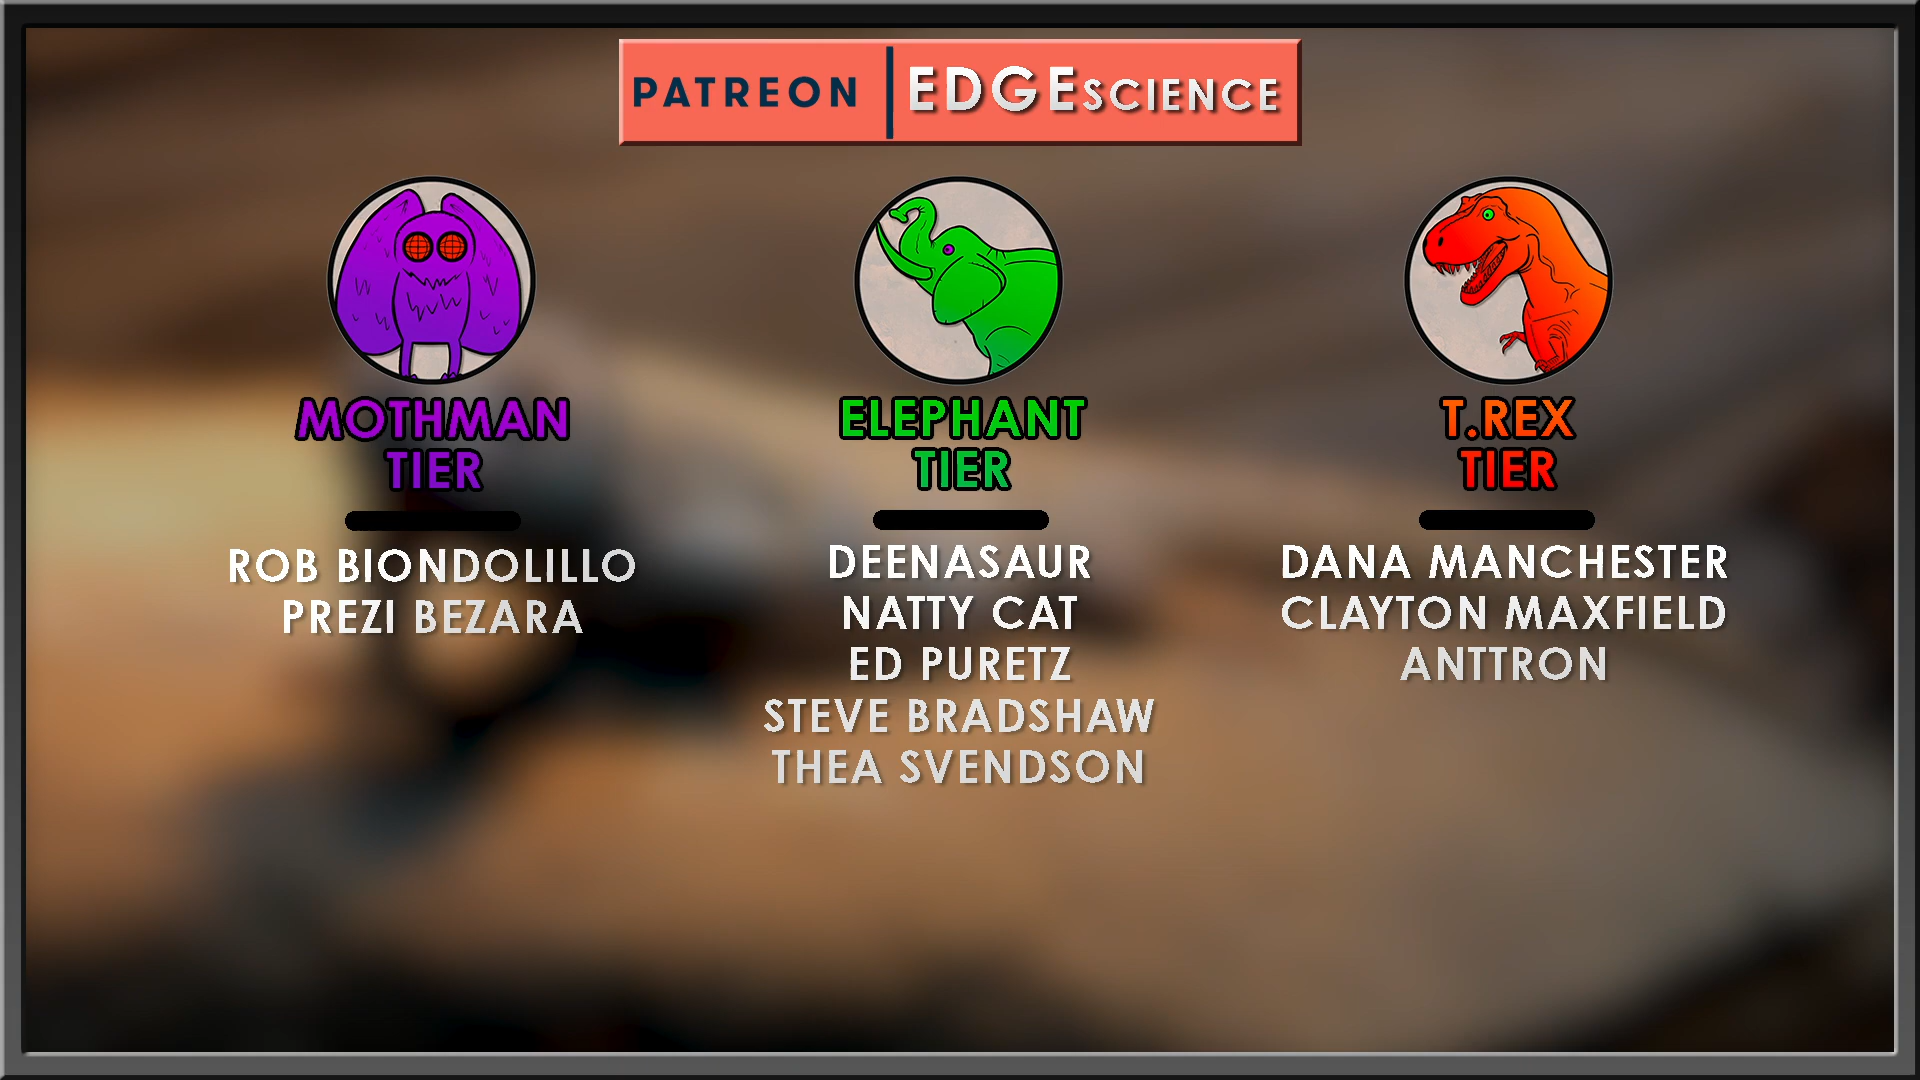 PATREON EDGESCIENCE
MOTHMAN
TIER
ROB BIONDOLILLO
PREZI BEZARA
ELEPHANT
TIER
DEENASAUR
NATTY CAT
ED PURETZ
STEVE BRADSHAW
THEA SVENDSON
T.REX
TIER
DANA MANCHESTER
CLAYTON MAXFIELD
ANTTRON